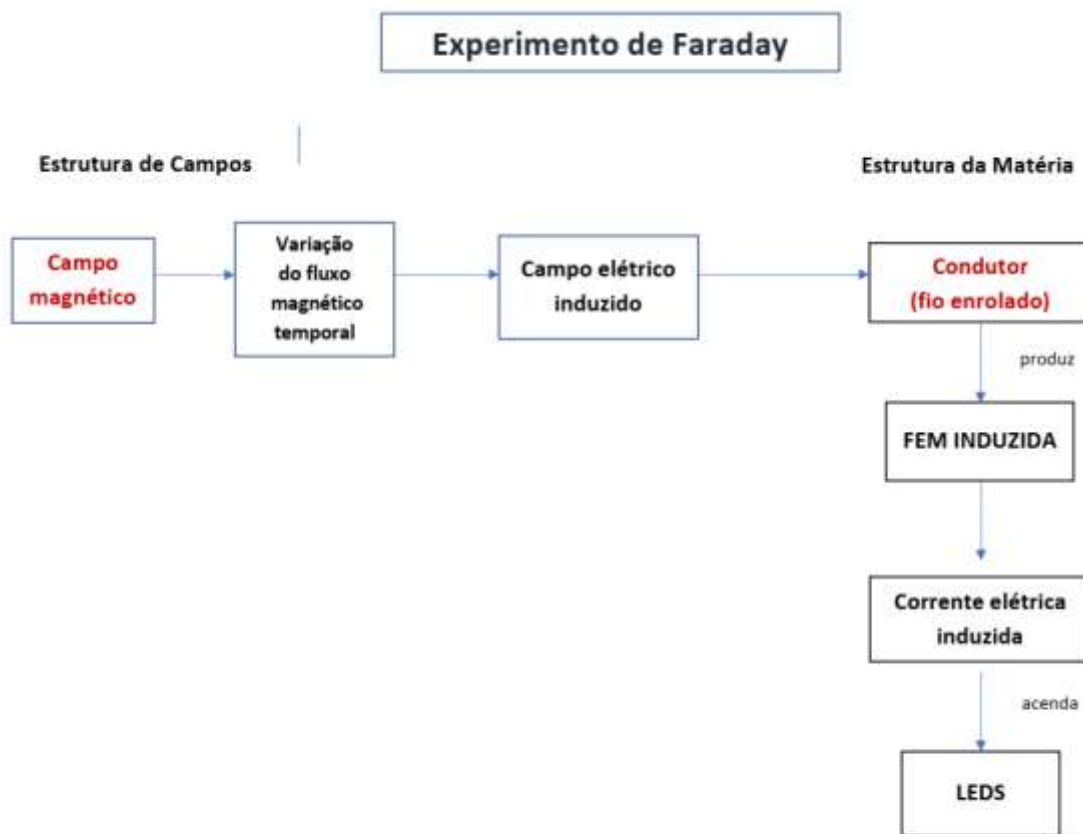 Experimento de Faraday
Estrutura de Campos
Estrutura da Matéria
Campo
magnético
Variação
do fluxo
magnético
temporal
Campo elétrico
induzido
Condutor
(fio enrolado)
produz
FEM INDUZIDA
Corrente elétrica
induzida
acenda
LEDS